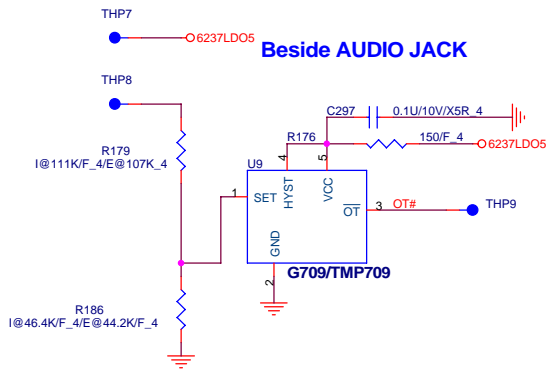 THP7
6237LDO5
Beside AUDIO JACK
THP8
C297
0.1U/10V/X5R_4
R179
I@111K/F_4/E@107K_4
R176
150/F_4
6237LDO5
U9
4
5
1
SET
HYST
VCC
OT
3
OT#
THP9
GND
2
G709/TMP709
R186
I@46.4K/F_4/E@44.2K/F_4